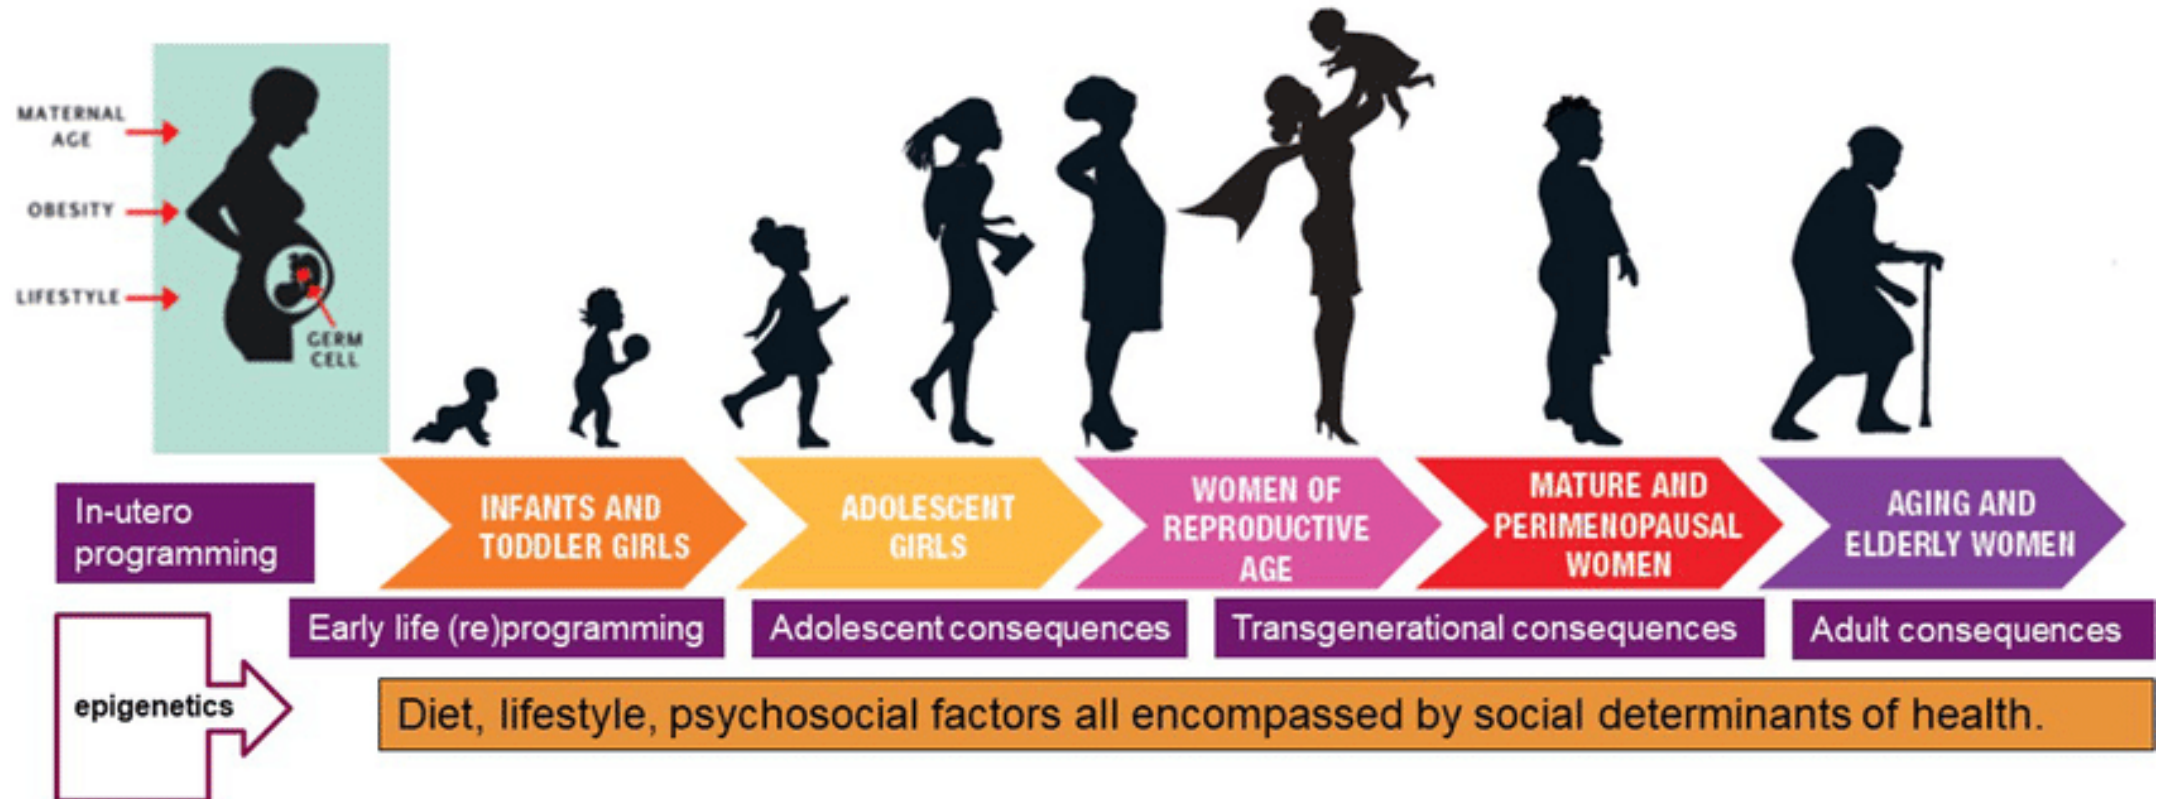 MATERNAL
AGE
OBESITY
LIFESTYLE
GERM
CELL
In-utero
programming
INFANTS AND
TODDLER GIRLS
ADOLESCENT
GIRLS
WOMEN OF
REPRODUCTIVE
AGE
MATURE AND
PERIMENOPAUSAL
WOMEN
AGING AND
ELDERLY WOMEN
Early life (re)programming
Adolescent consequences
Transgenerational consequences
Adult consequences
epigenetics
Diet, lifestyle, psychosocial factors all encompassed by social determinants of health.